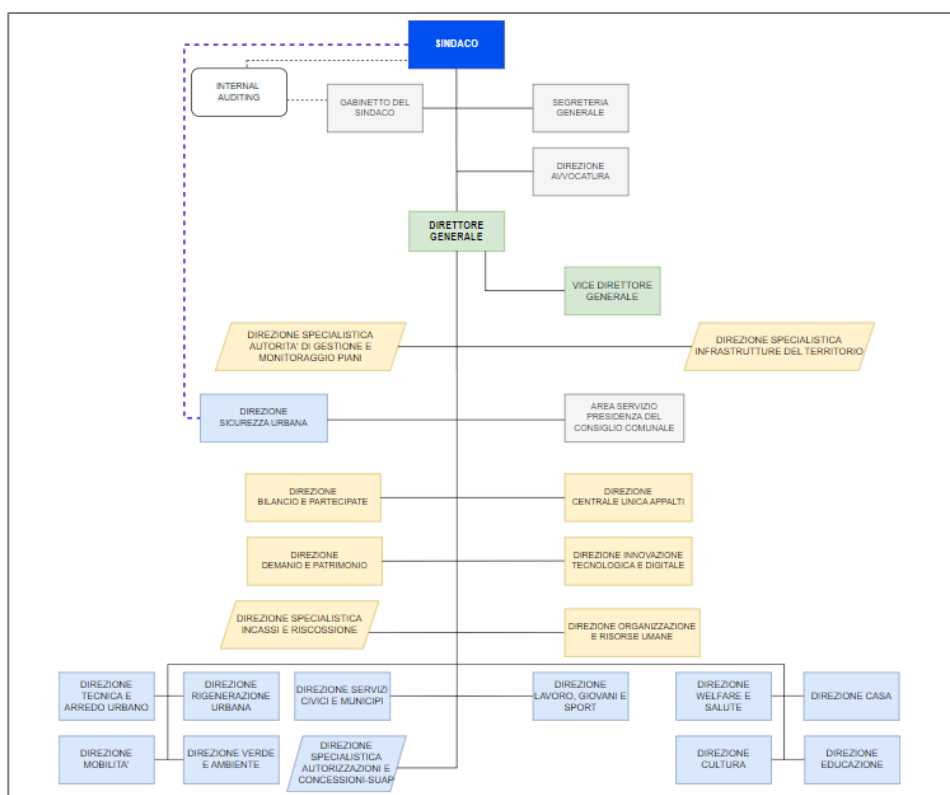 SINDACO
INTERNAL
AUDITING
GABINETTO DEL
SINDACO
SEGRETERIA
GENERALE
DIREZIONE
AVVOCATURA
DIRETTORE
GENERALE
VICE DIRETTORE
GENERALE
DIREZIONE SPECIALISTICA
AUTORITA' DI GESTIONE E
MONITORAGGIO PIANI
DIREZIONE SPECIALISTICA
INFRASTRUTTURE DEL TERRITORIO
DIREZIONE
SICUREZZA URBANA
AREA SERVIZIO
PRESIDENZA DEL
CONSIGLIO COMUNALE
DIREZIONE
BILANCIO E PARTECIPATE
DIREZIONE
CENTRALE UNICA APPALTI
DIREZIONE
DEMANIO E PATRIMONIO
DIREZIONE INNOVAZIONE
TECNOLOGICA E DIGITALE
DIREZIONE SPECIALISTICA
INCASSI E RISCOSSIONE
DIREZIONE ORGANIZZAZIONE
E RISORSE UMANE
DIREZIONE
TECNICA E
ARREDO URBANO
DIREZIONE
RIGENERAZIONE
URBANA
DIREZIONE SERVIZI
CIVICI E MUNICIPI
DIREZIONE
LAVORO, GIOVANI E
SPORT
DIREZIONE
WELFARE E
SALUTE
DIREZIONE CASA
DIREZIONE
MOBILITA'
DIREZIONE VERDE
E AMBIENTE
DIREZIONE
SPECIALISTICA
AUTORIZZAZIONI E
CONCESSIONI-SUAP
DIREZIONE
CULTURA
DIREZIONE
EDUCAZIONE